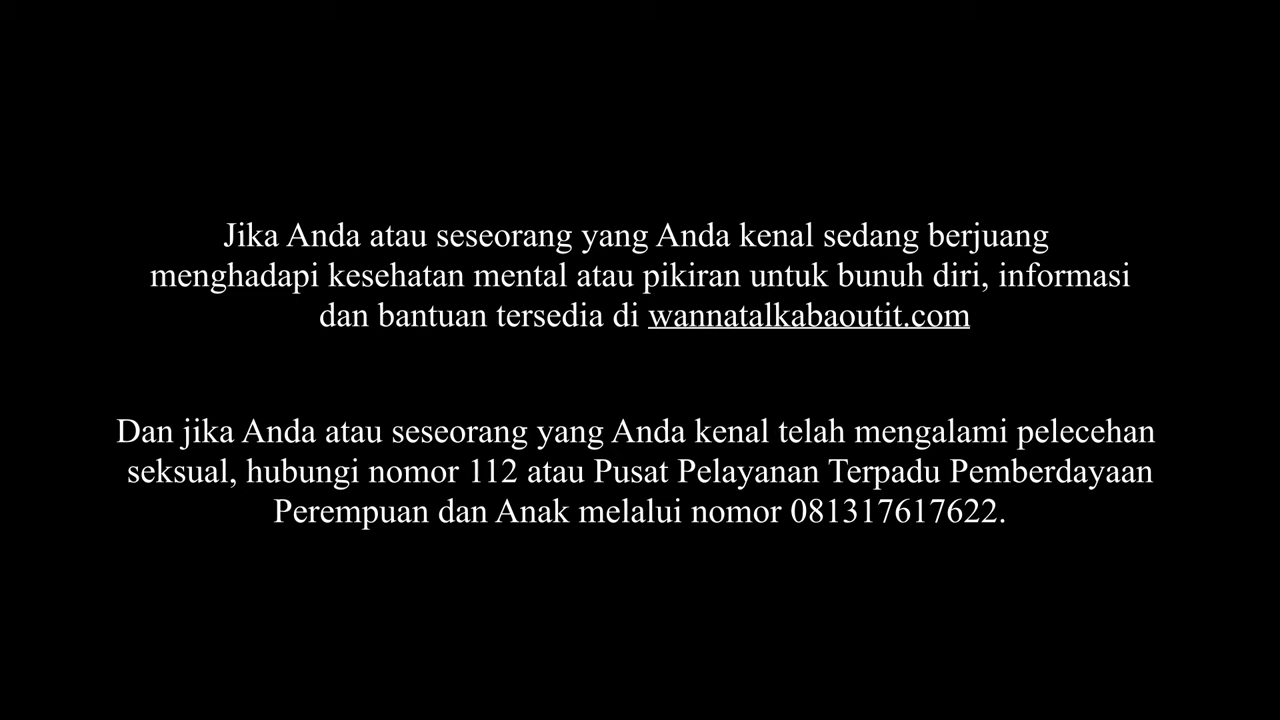 Jika Anda atau seseorang yang Anda kenal sedang berjuang
menghadapi kesehatan mental atau pikiran untuk bunuh diri, informasi
dan bantuan tersedia di wannatalkabaoutit.com
Dan jika Anda atau seseorang yang Anda kenal telah mengalami pelecehan
seksual, hubungi nomor 112 atau Pusat Pelayanan Terpadu Pemberdayaan
Perempuan dan Anak melalui nomor 081317617622.